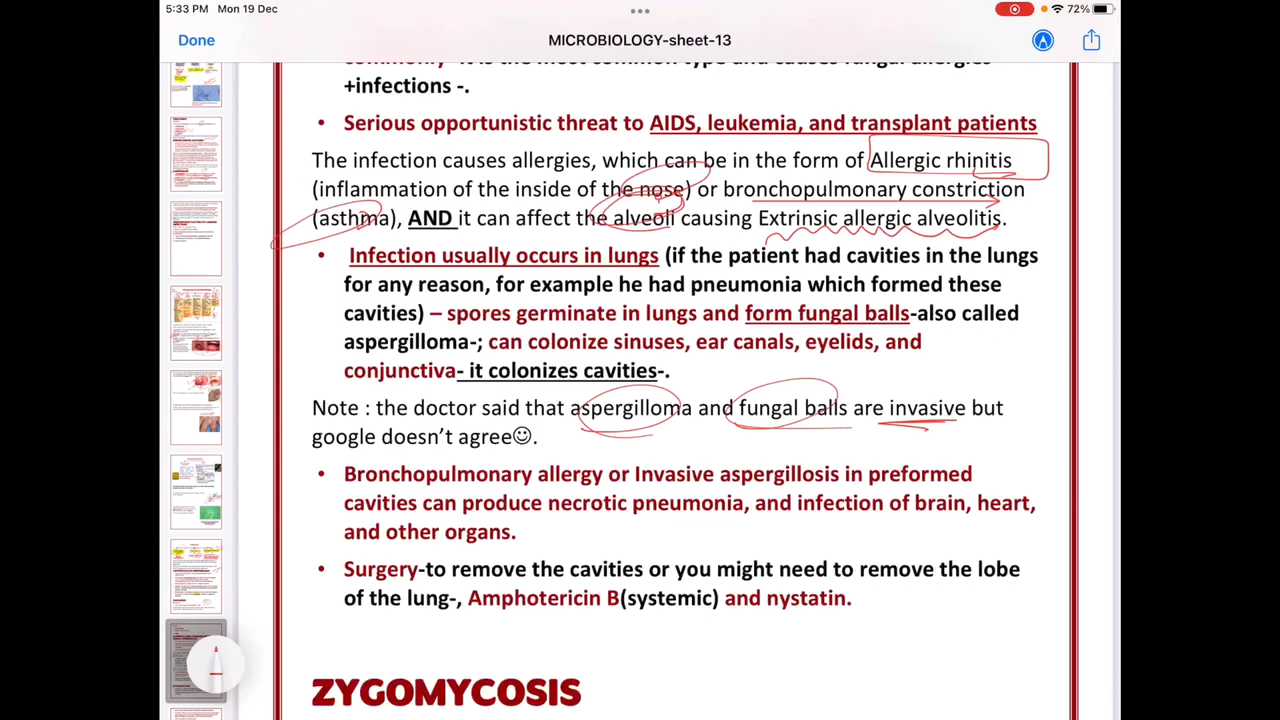 5:33 PM Mon 19 Dec
72%
Done
MICROBIOLOGY-sheet-13
+infections -.
• Serious opportunistic threat to AIDS, leukemia, and transplant patients
The infection causes allergies, which can be in the form of Allergic rhinitis
(inflammation of the inside of the nose) or bronchopulmonary constriction
(asthma), AND it can affect the alveoli causing Extrinsic allergic alveolitis.
• Infection usually occurs in lungs (if the patient had cavities in the lungs
for any reason, for example he had pneumonia which formed these
cavities) – spores germinate in lungs and form fungal balls-also called
aspergilloma-; can colonize sinuses, ear canals, eyelids, and
conjunctiva- it colonizes cavities-.
Note : the doctor said that aspergilloma and fungal balls are invasive but
google doesn’t agree☺.
• Bronchopulmonary allergy or Invasive aspergillosis in preformed
cavities can produce necrotic pneumonia, and infection of brain, heart,
and other organs.
• Surgery-to remove the cavities or you might need to remove the lobe
of the lung-, Amphotericin B(systemic) and nystatin.
ZYGOMYCOSIS